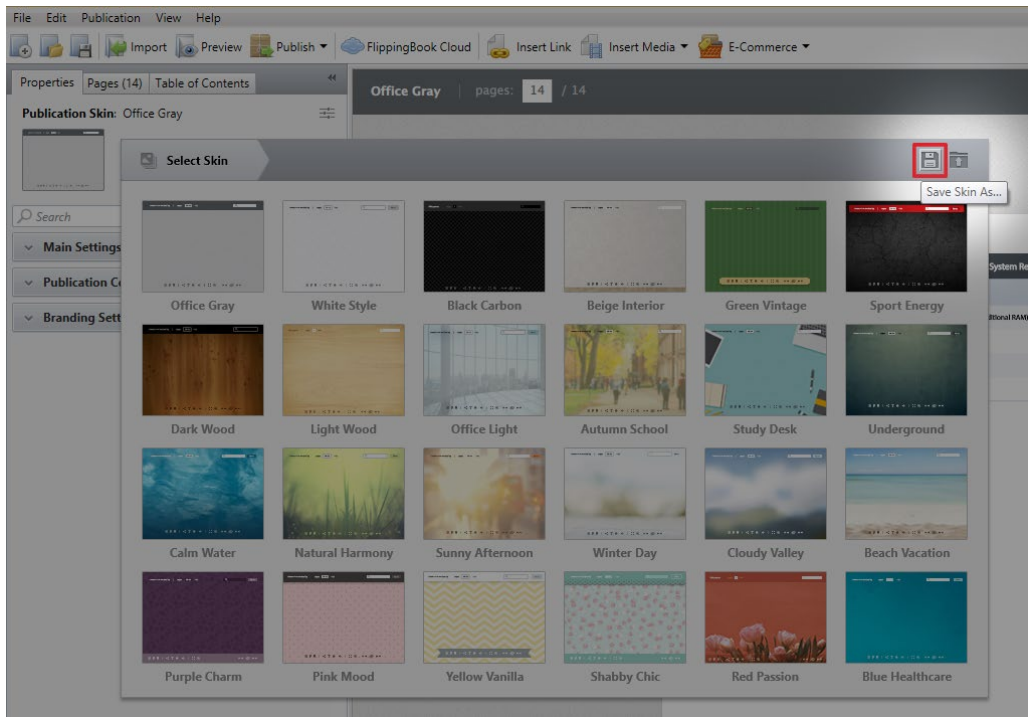 File Edit Publication View Help
Import Preview Publish FlippingBook Cloud Insert Link Insert Media E-Commerce
Properties Pages (14) Table of Contents
Office Gray pages: 14 / 14
Publication Skin: Office Gray
Select Skin
Save Skin As...
Search
Main Settings
Publication
Branding
System
Office Gray White Style Black Carbon Beige Interior Green Vintage Sport Energy
Dark Wood Light Wood Office Light Autumn School Study Desk Underground
Calm Water Natural Harmony Sunny Afternoon Winter Day Cloudy Valley Beach Vacation
Purple Charm Pink Mood Yellow Vanilla Shabby Chic Red Passion Blue Healthcare